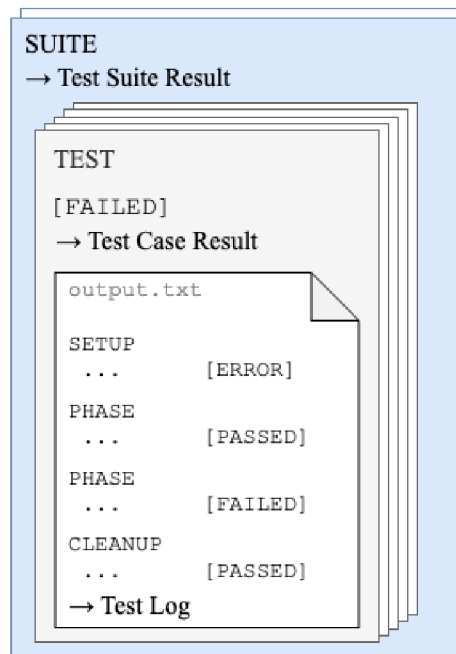 SUITE
→ Test Suite Result
TEST
[FAILED]
→ Test Case Result
output.txt
SETUP
... [ERROR]
PHASE
... [PASSED]
PHASE
... [FAILED]
CLEANUP
... [PASSED]
→ Test Log